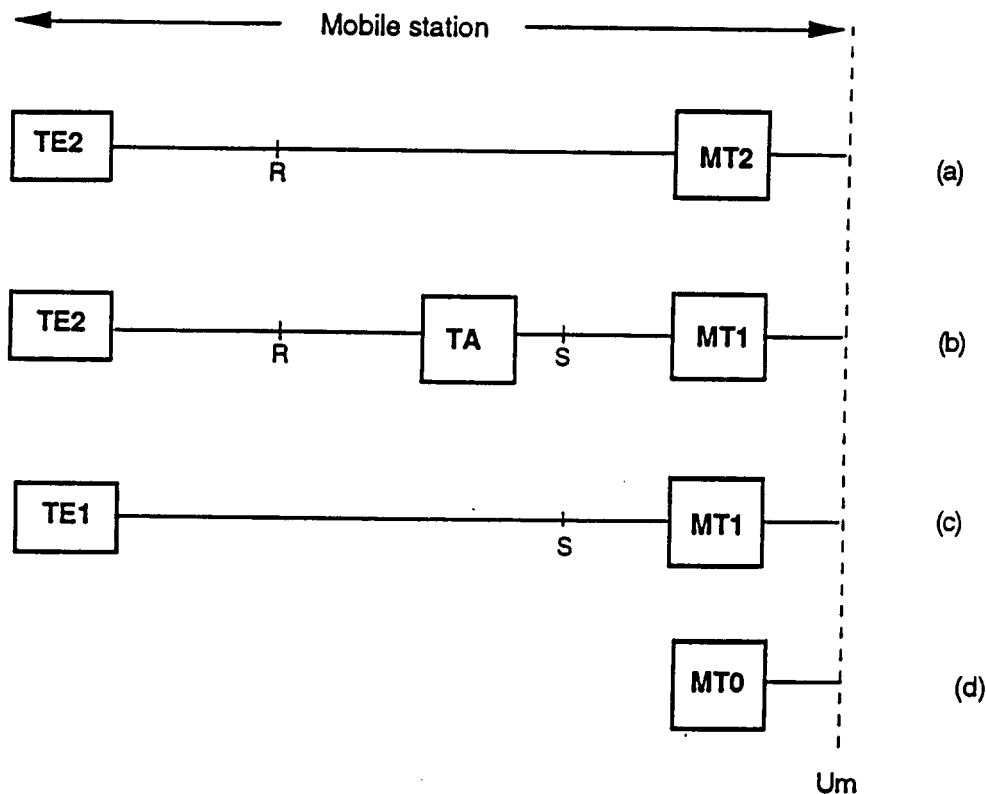 Mobile station
TE2 R MT2 (a)
TE2 R TA S MT1 (b)
TE1 S MT1 (c)
MT0 (d)
Um